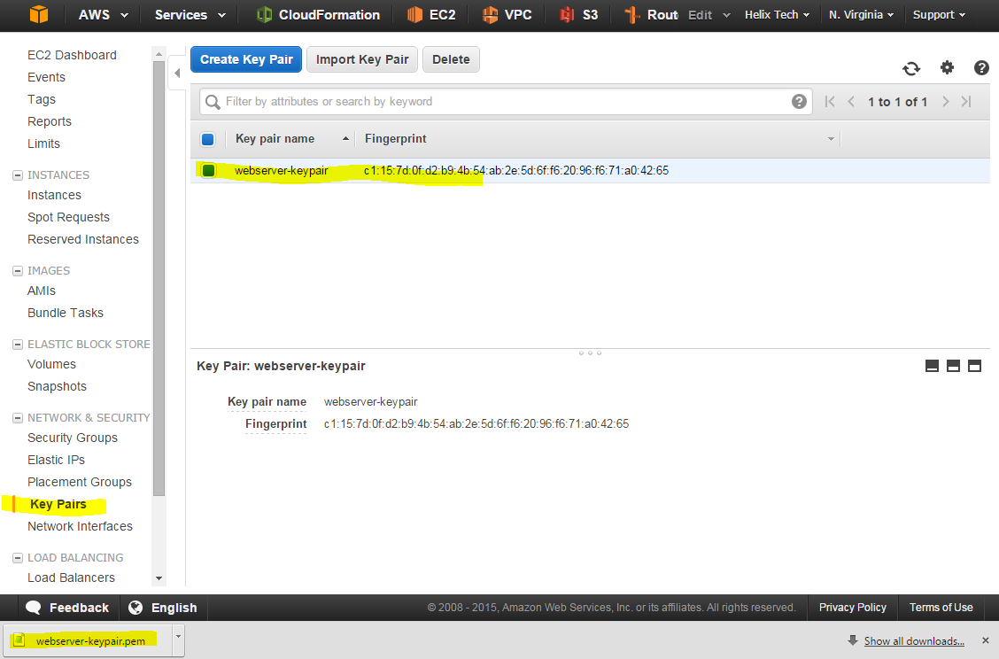 AWS Services CloudFormation EC2 VPC S3 Rout Edit Helix Tech N. Virginia Support
EC2 Dashboard
Events
Tags
Reports
Limits
INSTANCES
Instances
Spot Requests
Reserved Instances
IMAGES
AMIs
Bundle Tasks
ELASTIC BLOCK STORE
Volumes
Snapshots
NETWORK & SECURITY
Security Groups
Elastic IPs
Placement Groups
Key Pairs
Network Interfaces
LOAD BALANCING
Load Balancers
Create Key Pair Import Key Pair Delete
Filter by attributes or search by keyword 1 to 1 of 1
Key pair name Fingerprint
webserver-keypair c1:15:7d:0f:d2:b9:4b:54:ab:2e:5d:6f:f6:20:96:f6:71:a0:42:65
Key Pair: webserver-keypair
Key pair name webserver-keypair
Fingerprint c1:15:7d:0f:d2:b9:4b:54:ab:2e:5d:6f:f6:20:96:f6:71:a0:42:65
Feedback English © 2008 - 2015, Amazon Web Services, Inc. or its affiliates. All rights reserved. Privacy Policy Terms of Use
webserver-keypair.pem Show all downloads...